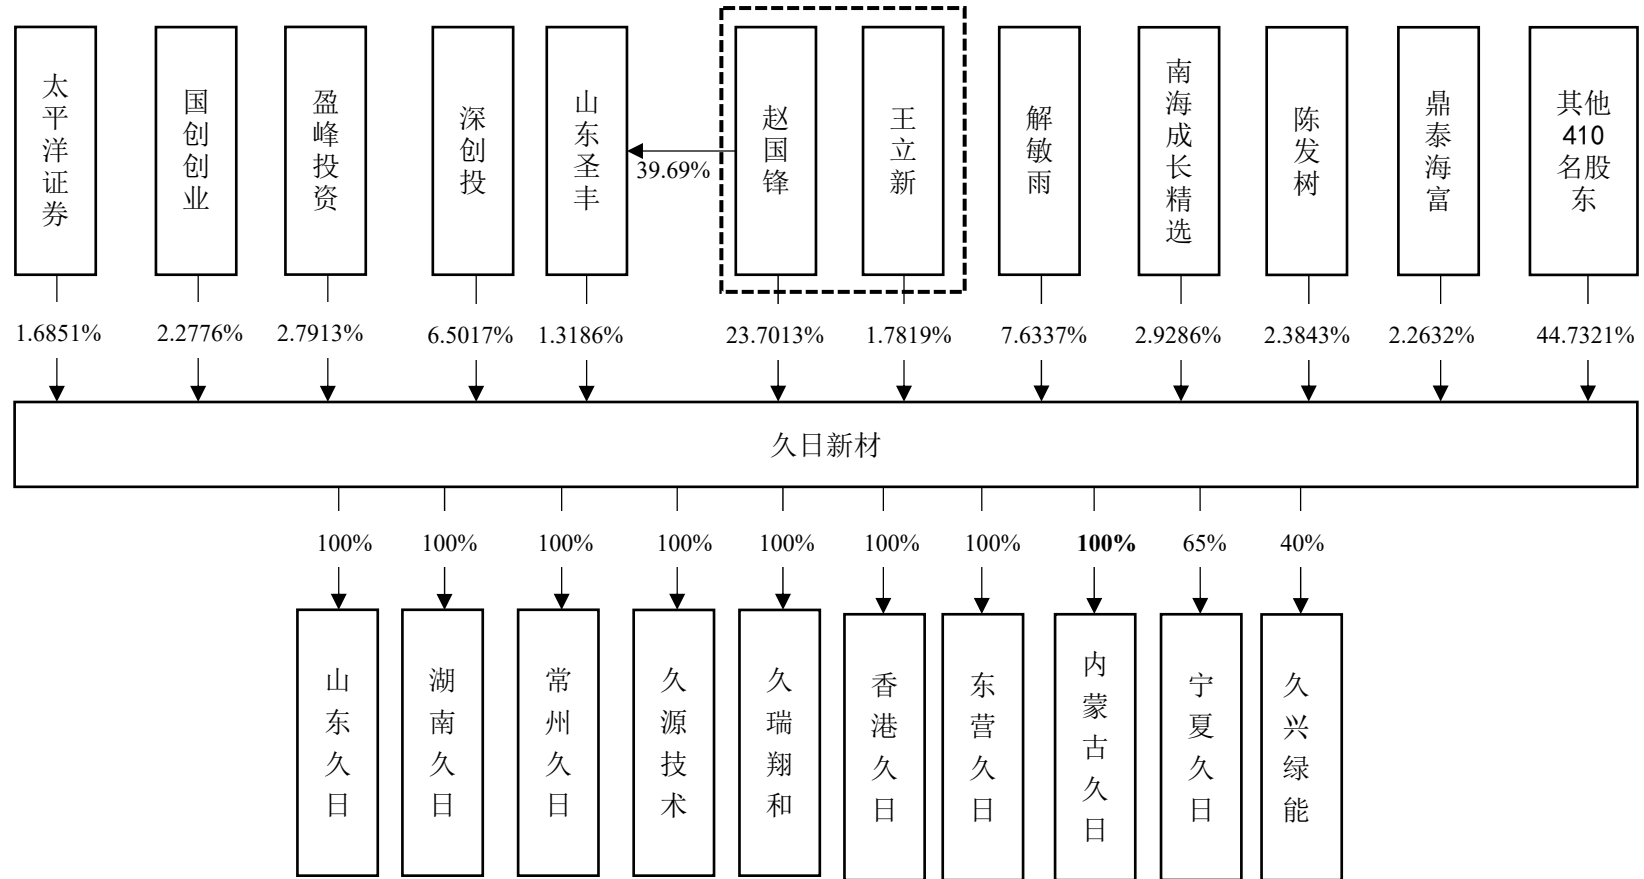 太平洋证券
国创创业
盈峰投资
深创投
山东圣丰
39.69%
赵国锋
王立新
解敏雨
南海成长精选
陈发树
鼎泰海富
其他
410
名股
东
1.6851%
2.2776%
2.7913%
6.5017%
1.3186%
23.7013%
1.7819%
7.6337%
2.9286%
2.3843%
2.2632%
44.7321%
久日新材
100%
100%
100%
100%
100%
100%
100%
100%
65%
40%
山东久日
湖南久日
常州久日
久源技术
久瑞翔和
香港久日
东营久日
内蒙古久日
宁夏久日
久兴绿能